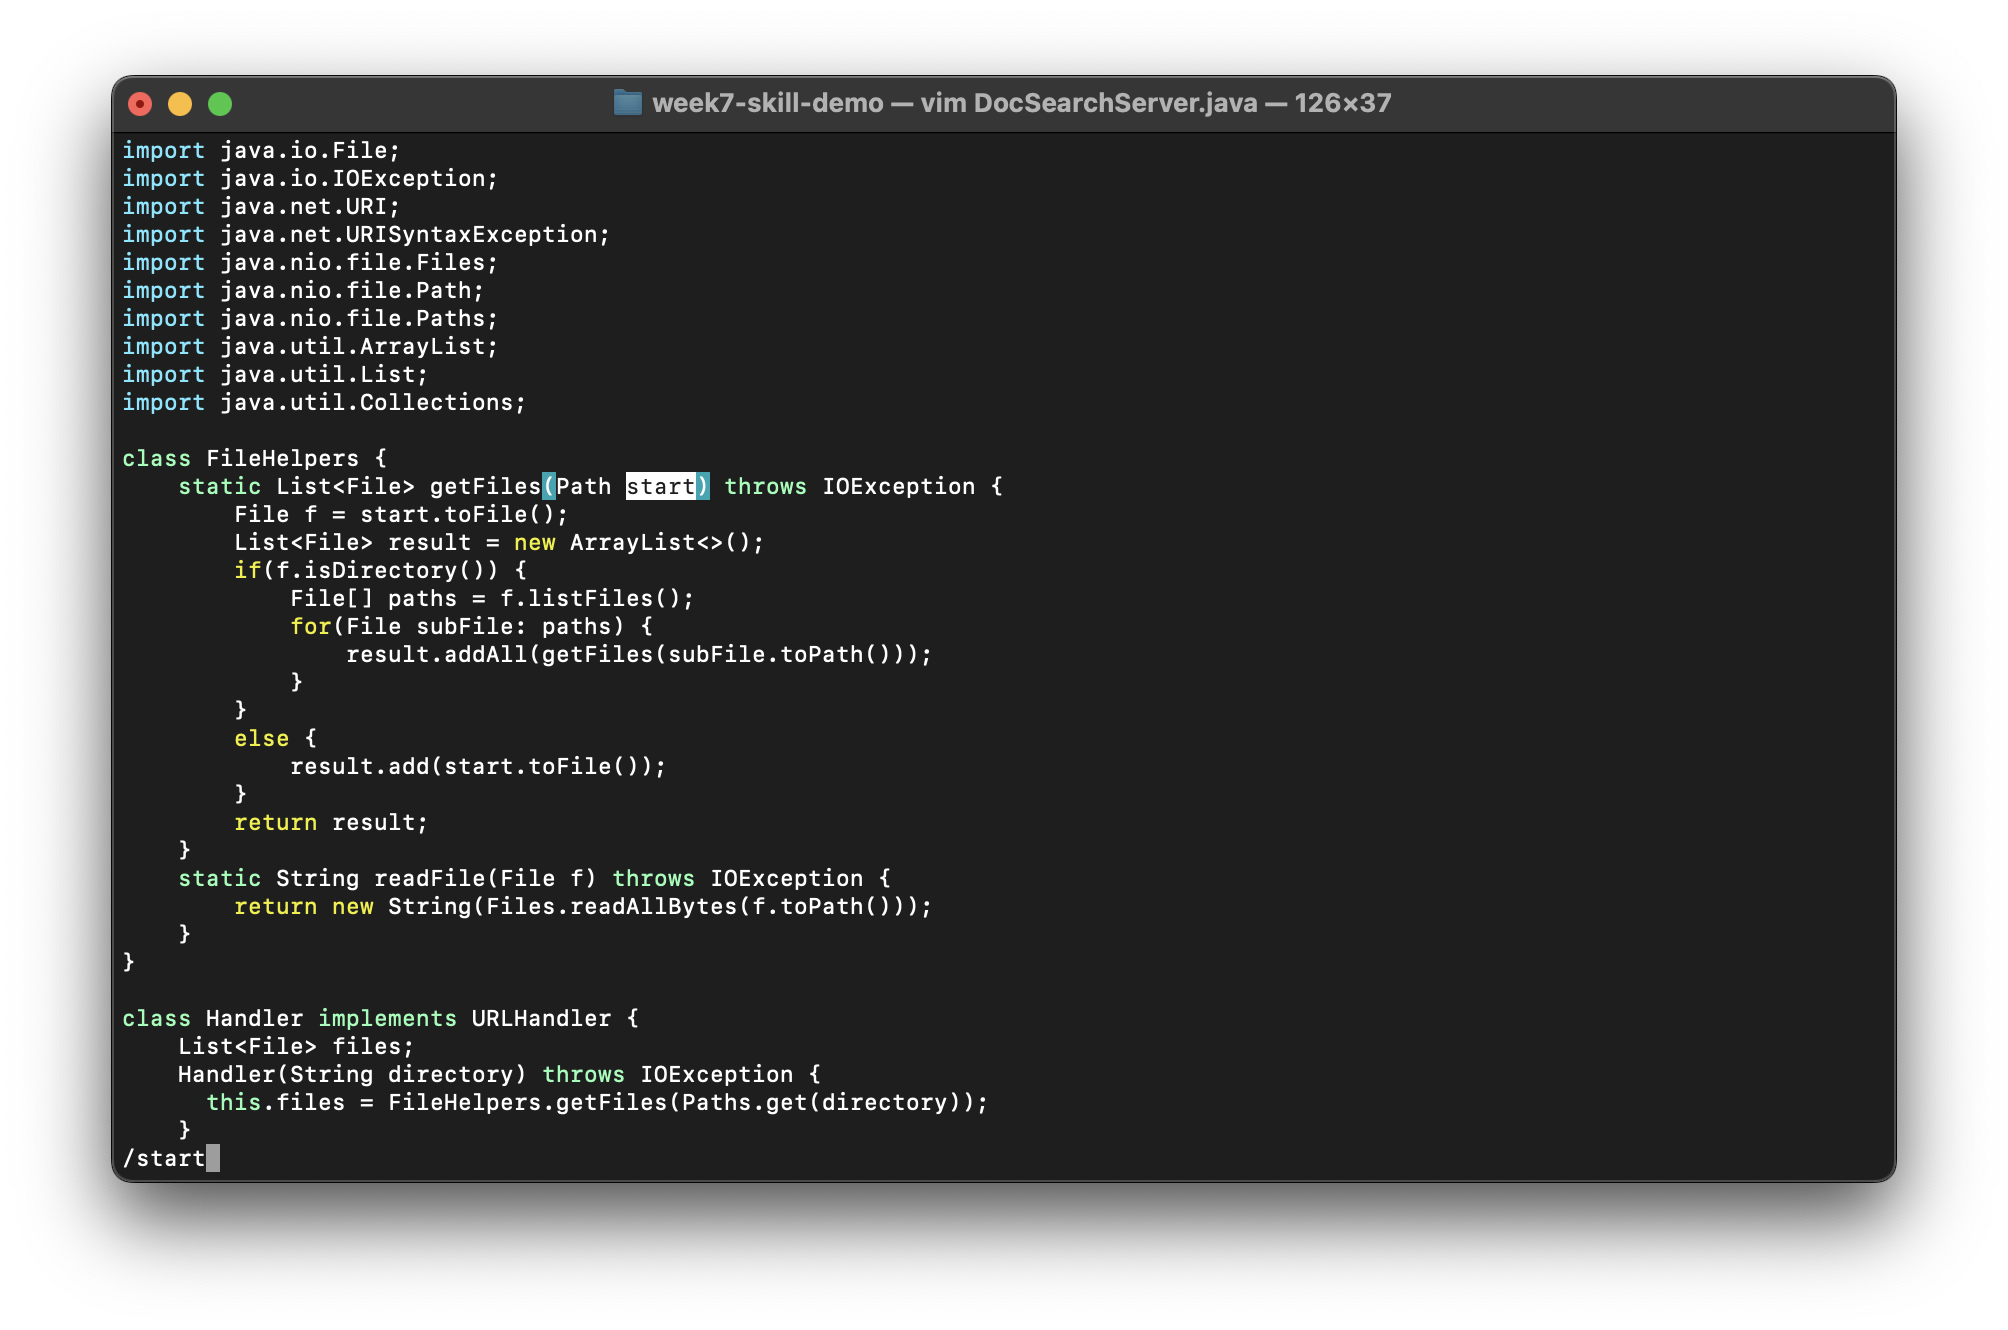 week7-skill-demo — vim DocSearchServer.java — 126×37
import java.io.File;
import java.io.IOException;
import java.net.URI;
import java.net.URISyntaxException;
import java.nio.file.Files;
import java.nio.file.Path;
import java.nio.file.Paths;
import java.util.ArrayList;
import java.util.List;
import java.util.Collections;

class FileHelpers {
    static List<File> getFiles(Path start) throws IOException {
        File f = start.toFile();
        List<File> result = new ArrayList<>();
        if(f.isDirectory()) {
            File[] paths = f.listFiles();
            for(File subFile: paths) {
                result.addAll(getFiles(subFile.toPath()));
            }
        }
        else {
            result.add(start.toFile());
        }
        return result;
    }
    static String readFile(File f) throws IOException {
        return new String(Files.readAllBytes(f.toPath()));
    }
}

class Handler implements URLHandler {
    List<File> files;
    Handler(String directory) throws IOException {
      this.files = FileHelpers.getFiles(Paths.get(directory));
    }
/start